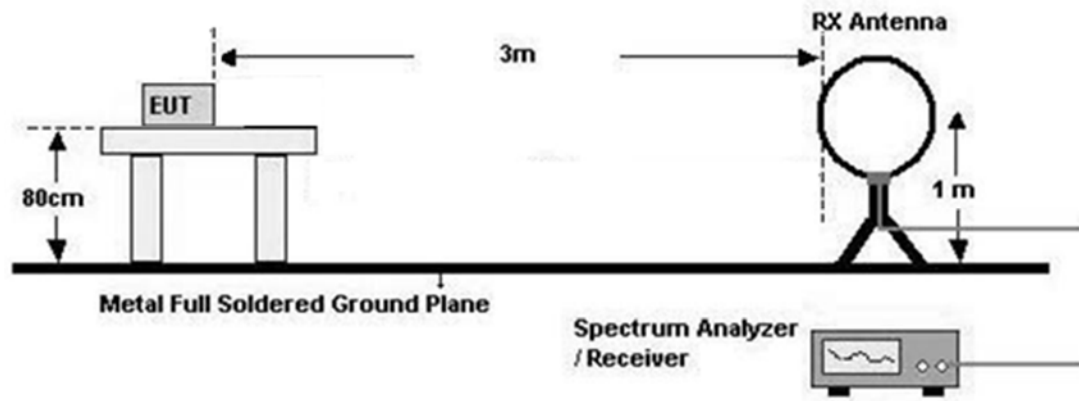 RX Antenna
3m
EUT
80cm
1 m
Metal Full Soldered Ground Plane
Spectrum Analyzer
/ Receiver